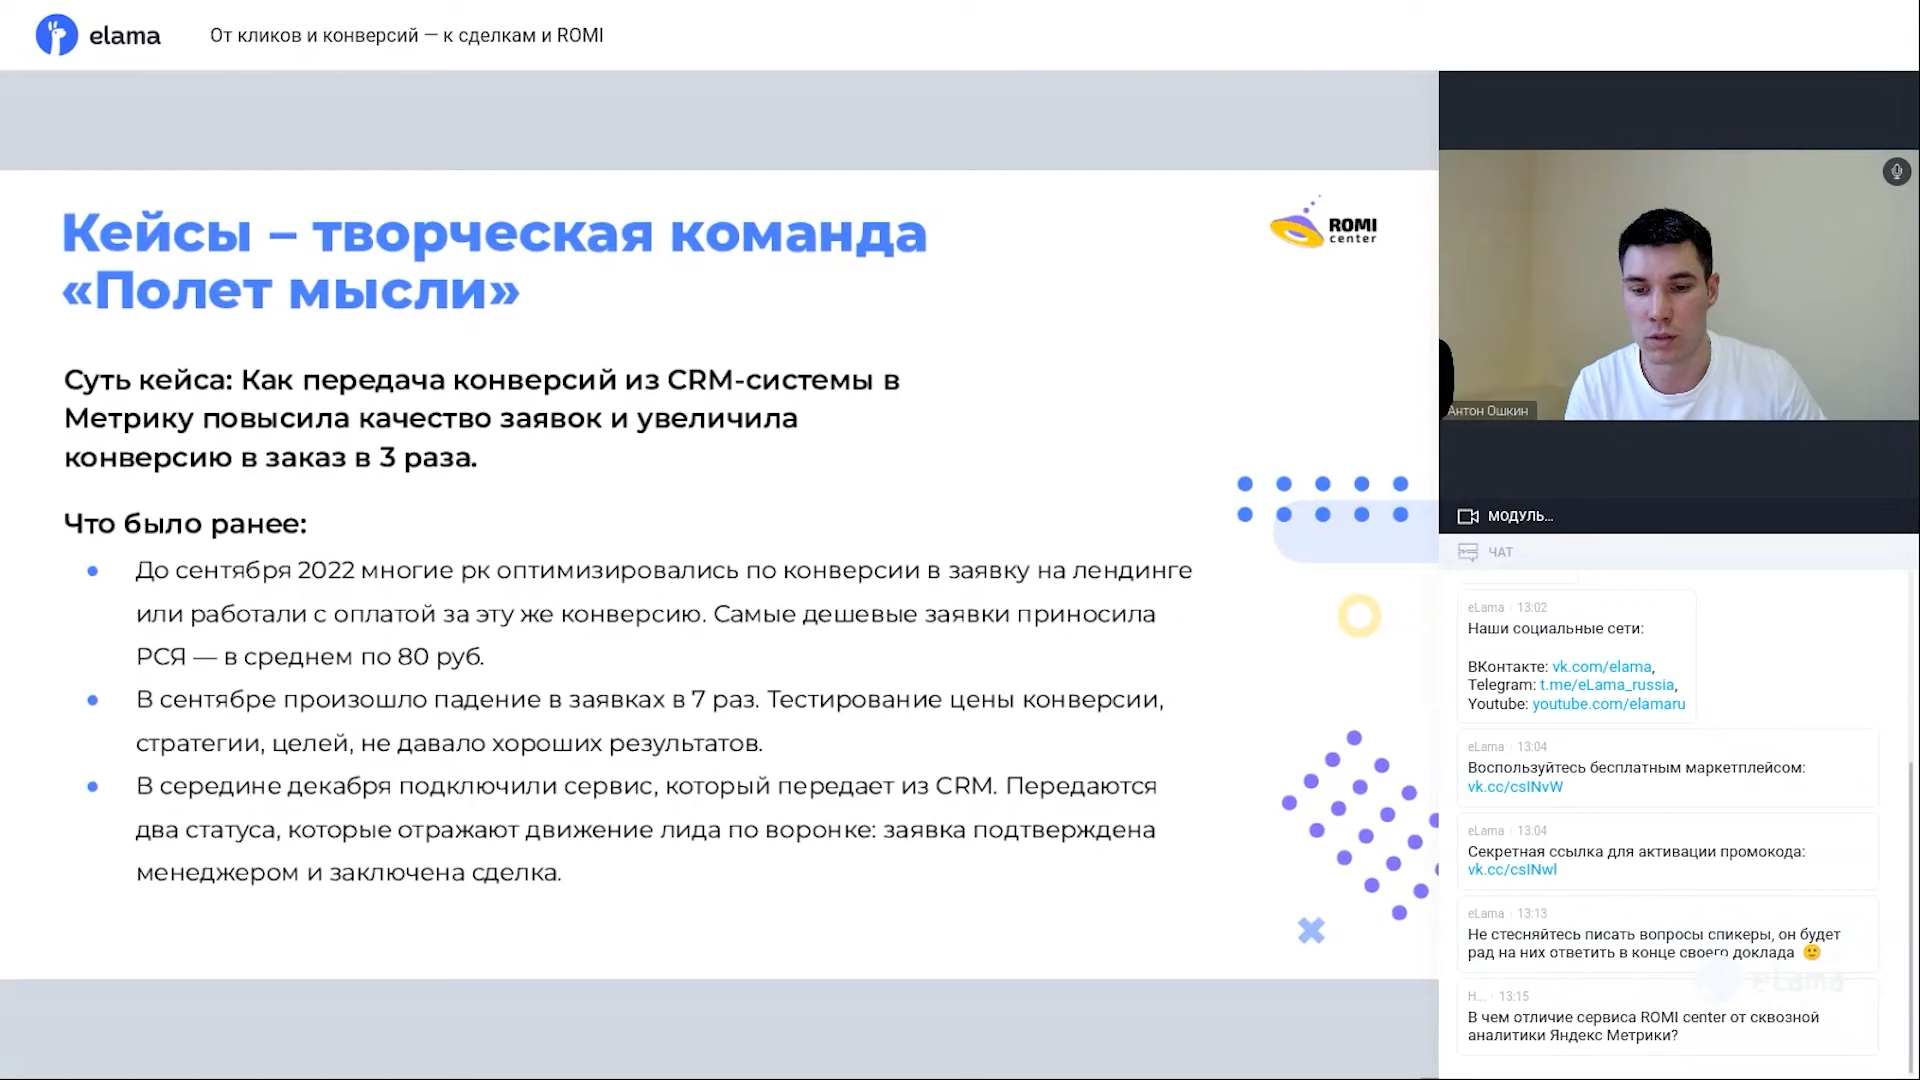 elama
От кликов и конверсий — к сделкам и ROMI
Кейсы – творческая команда
«Полет мысли»
ROMI
center
Суть кейса: Как передача конверсий из CRM-системы в
Метрику повысила качество заявок и увеличила
конверсию в заказ в 3 раза.
Что было ранее:
До сентября 2022 многие рк оптимизировались по конверсии в заявку на лендинге
или работали с оплатой за эту же конверсию. Самые дешевые заявки приносила
РСЯ — в среднем по 80 руб.
В сентябре произошло падение в заявках в 7 раз. Тестирование цены конверсии,
стратегии, целей, не давало хороших результатов.
В середине декабря подключили сервис, который передает из CRM. Передаются
два статуса, которые отражают движение лида по воронке: заявка подтверждена
менеджером и заключена сделка.
Антон Ошкин
МОДУЛЬ...
ЧАТ
eLama · 13:02
Наши социальные сети:
ВКонтакте: vk.com/elama,
Telegram: t.me/eLama_russia,
Youtube: youtube.com/elamaru
eLama · 13:04
Воспользуйтесь бесплатным маркетплейсом:
vk.cc/csINvW
eLama · 13:04
Секретная ссылка для активации промокода:
vk.cc/csINwl
eLama · 13:13
Не стесняйтесь писать вопросы спикеры, он будет
рад на них ответить в конце своего доклада 🙂
eLama
Н... · 13:15
В чем отличие сервиса ROMI center от сквозной
аналитики Яндекс Метрики?